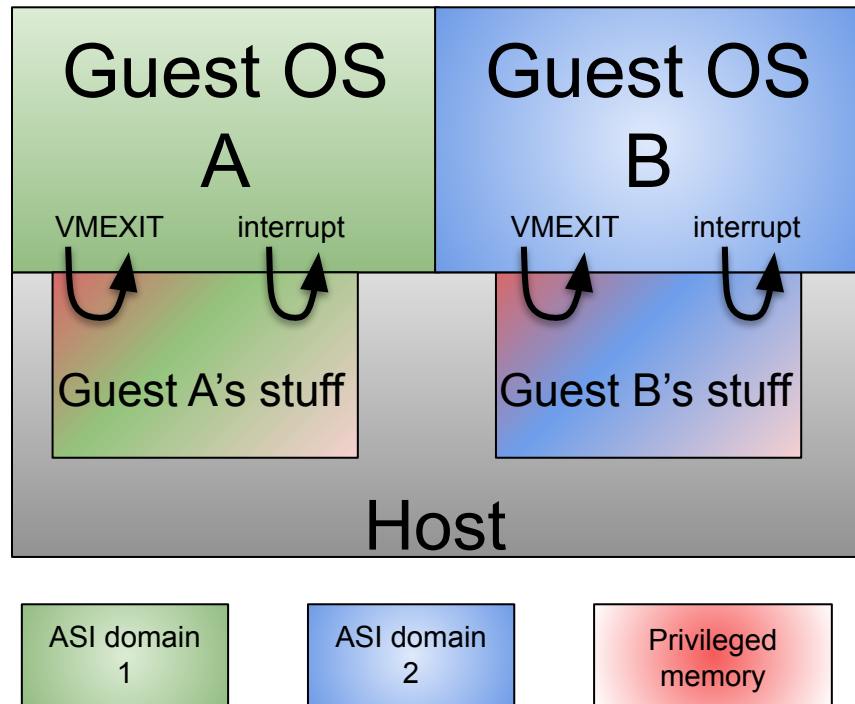 Guest OS
A
Guest OS
B
VMEXIT
interrupt
VMEXIT
interrupt
Guest A’s stuff
Guest B’s stuff
Host
ASI domain
1
ASI domain
2
Privileged
memory